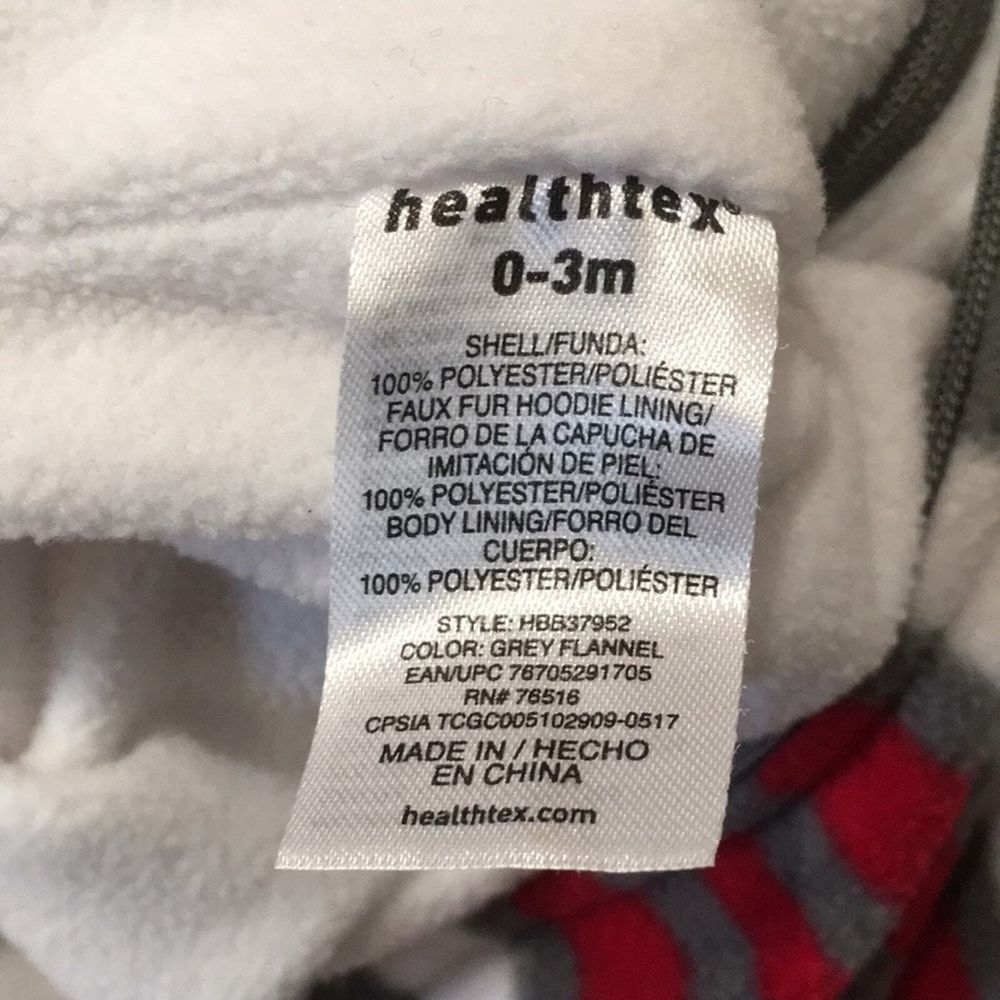 healthtex®
0-3m
SHELL/FUNDA:
100% POLYESTER/POLIÉSTER
FAUX FUR HOODIE LINING/
FORRO DE LA CAPUCHA DE
IMITACIÓN DE PIEL:
100% POLYESTER/POLIÉSTER
BODY LINING/FORRO DEL
CUERPO:
100% POLYESTER/POLIÉSTER
STYLE: HBB37952
COLOR: GREY FLANNEL
EAN/UPC 76705291705
RN# 76516
CPSIA TCGC005102909-0517
MADE IN / HECHO
EN CHINA
healthtex.com